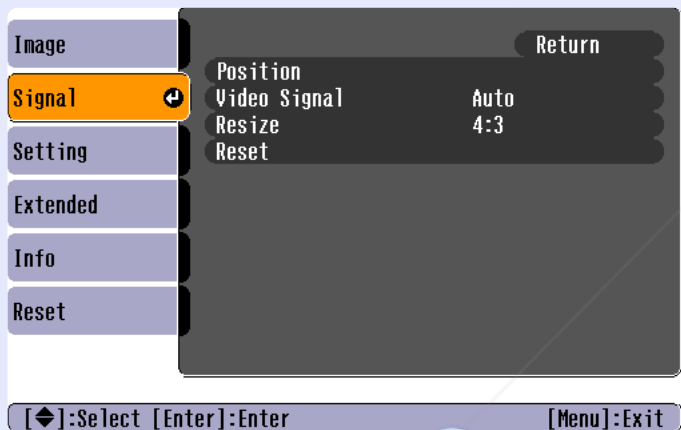 Image
Signal
Setting
Extended
Info
Reset
Return
Position
Video Signal Auto
Resize 4:3
Reset
[◆]:Select [Enter]:Enter [Menu]:Exit